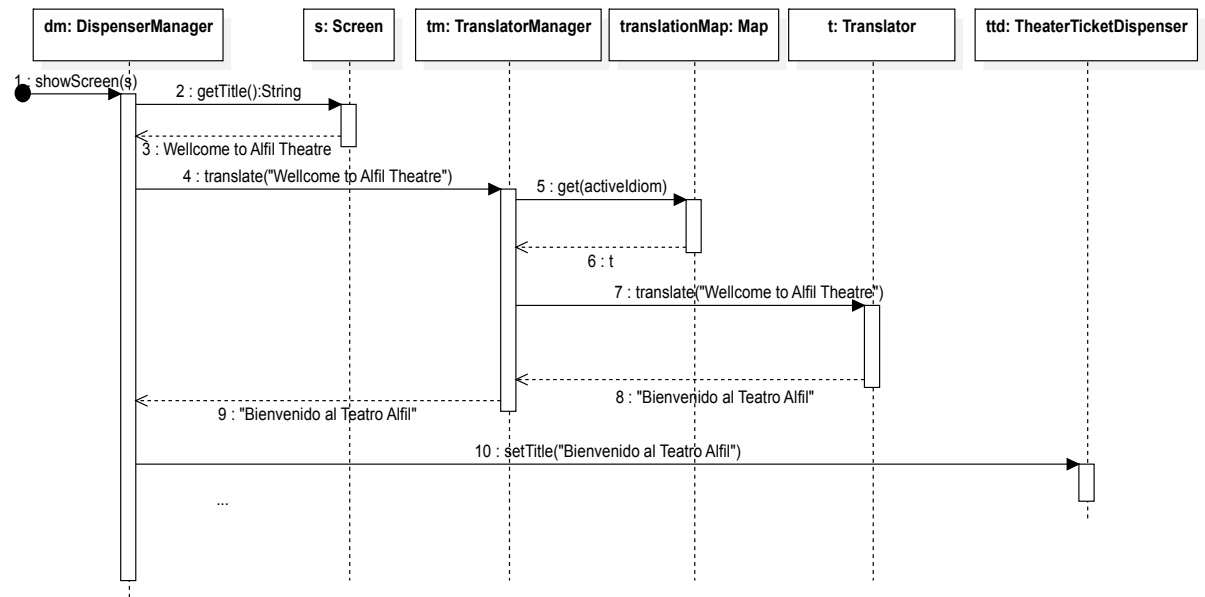 dm: DispenserManager
s: Screen
tm: TranslatorManager
translationMap: Map
t: Translator
ttd: TheaterTicketDispenser
1 : showScreen(s)
2 : getTitle():String
3 : Wellcome to Alfil Theatre
4 : translate("Wellcome to Alfil Theatre")
5 : get(activeIdiom)
6 : t
7 : translate("Wellcome to Alfil Theatre")
8 : "Bienvenido al Teatro Alfil"
9 : "Bienvenido al Teatro Alfil"
10 : setTitle("Bienvenido al Teatro Alfil")
...